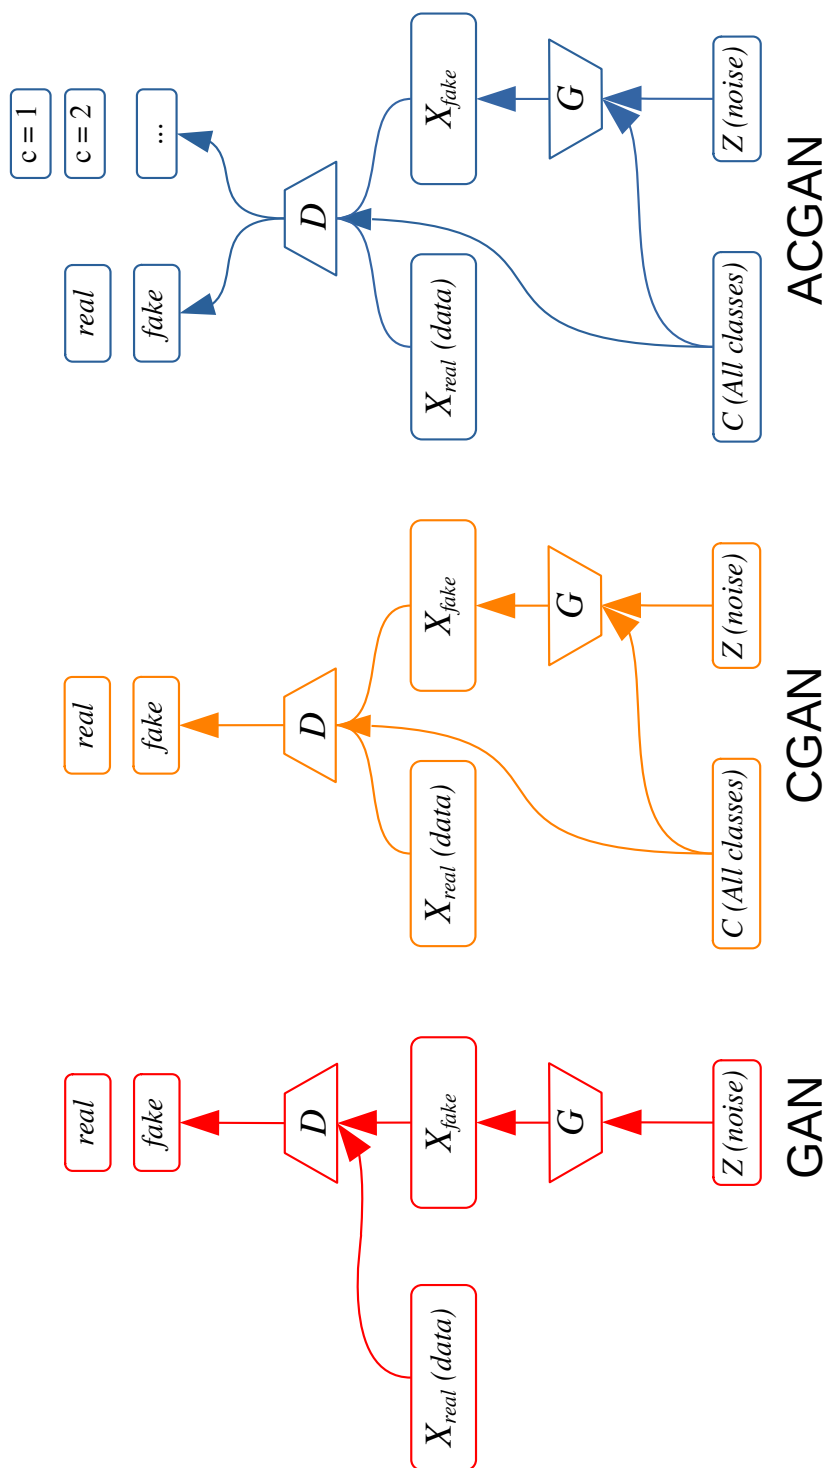 real
fake
D
X_real (data)
X_fake
G
Z (noise)
GAN
real
fake
D
X_real (data)
X_fake
G
C (All classes)
Z (noise)
CGAN
c = 1
real
c = 2
fake
...
D
X_real (data)
X_fake
G
C (All classes)
Z (noise)
ACGAN